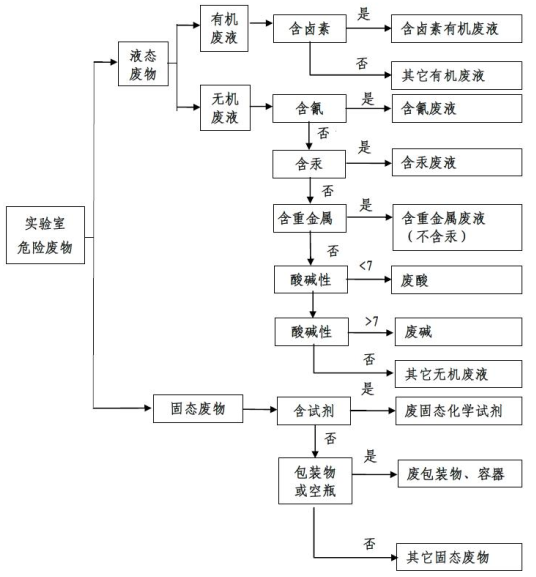 有机
废液
含卤素
是
含卤素有机废液
液态
废物
否
其它有机废液
无机
废液
含氰
是
含氰废液
否
含汞
是
含汞废液
否
实验室
危险废物
含重金属
是
含重金属废液
（不含汞）
否
酸碱性
<7
废酸
酸碱性
>7
废碱
否
其它无机废液
固态废物
含试剂
是
废固态化学试剂
否
包装物
或空瓶
是
废包装物、容器
否
其它固态废物